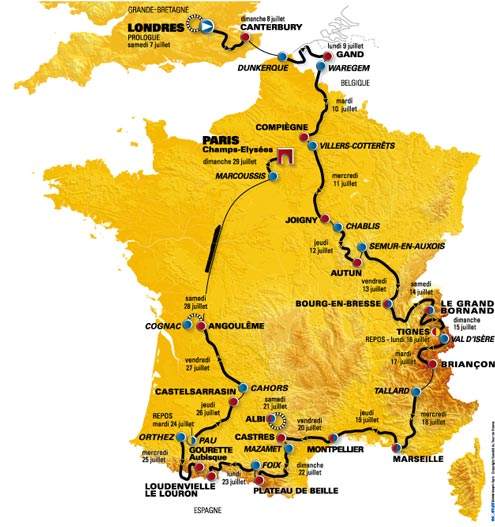 GRANDE-BRETAGNE
LONDRES
PROLOGUE
samedi 7 juillet
dimanche 8 juillet
CANTERBURY
lundi 9 juillet
GAND
DUNKERQUE
WAREGEM
BELGIQUE
mardi
10 juillet
COMPIÈGNE
VILLERS-COTTERÊTS
PARIS
Champs-Elysées
dimanche 29 juillet
MARCOUSSIS
mercredi
11 juillet
JOIGNY
CHABLIS
jeudi
12 juillet
SEMUR-EN-AUXOIS
AUTUN
vendredi
13 juillet
samedi
14 juillet
BOURG-EN-BRESSE
LE GRAND
BORNAND
dimanche
15 juillet
TIGNES
REPOS - lundi 16 juillet
VAL D'ISÈRE
mardi
17 juillet
BRIANÇON
TALLARD
mercredi
18 juillet
samedi
28 juillet
COGNAC
ANGOULÊME
vendredi
27 juillet
CAHORS
CASTELSARRASIN
jeudi
26 juillet
samedi
21 juillet
ALBI
vendredi
20 juillet
jeudi
19 juillet
REPOS
mardi 24 juillet
ORTHEZ
PAU
CASTRES
MAZAMET
MONTPELLIER
MARSEILLE
mercredi
25 juillet
GOURETTE
Aubisque
FOIX
lundi
23 juillet
dimanche
22 juillet
LOUDENVIELLE
LE LOURON
PLATEAU DE BEILLE
ESPAGNE